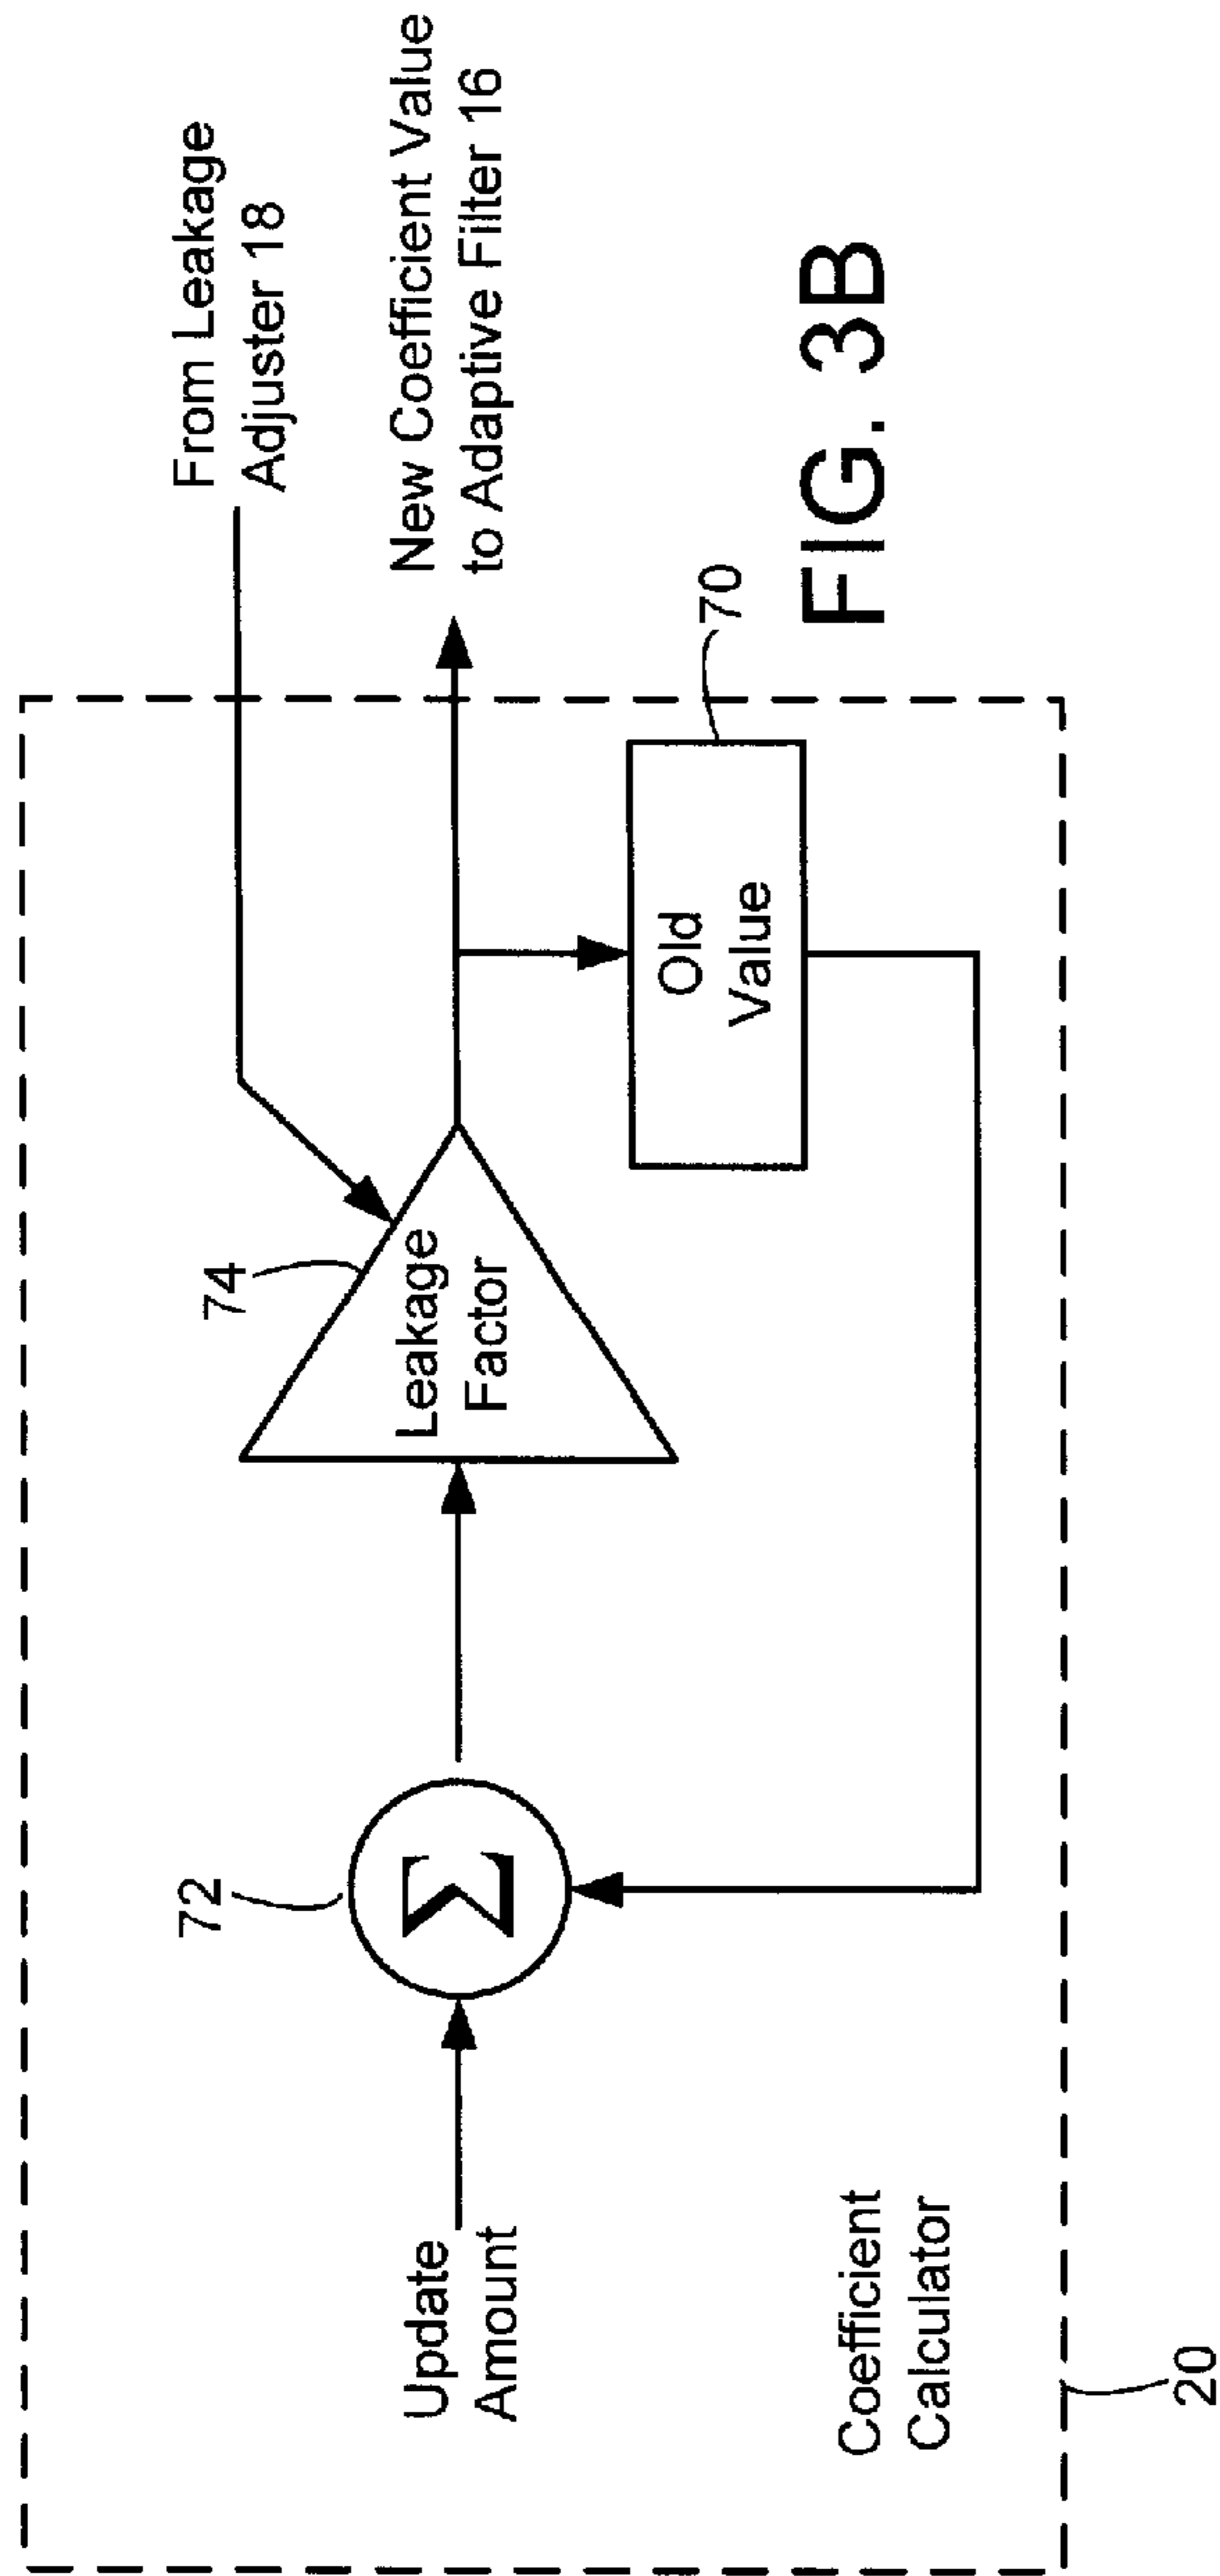 From Leakage
Adjuster 18
New Coefficient Value
to Adaptive Filter 16
74
72
Leakage
Factor
Σ
Update
Amount
Old
Value
70
Coefficient
Calculator
20
FIG. 3B